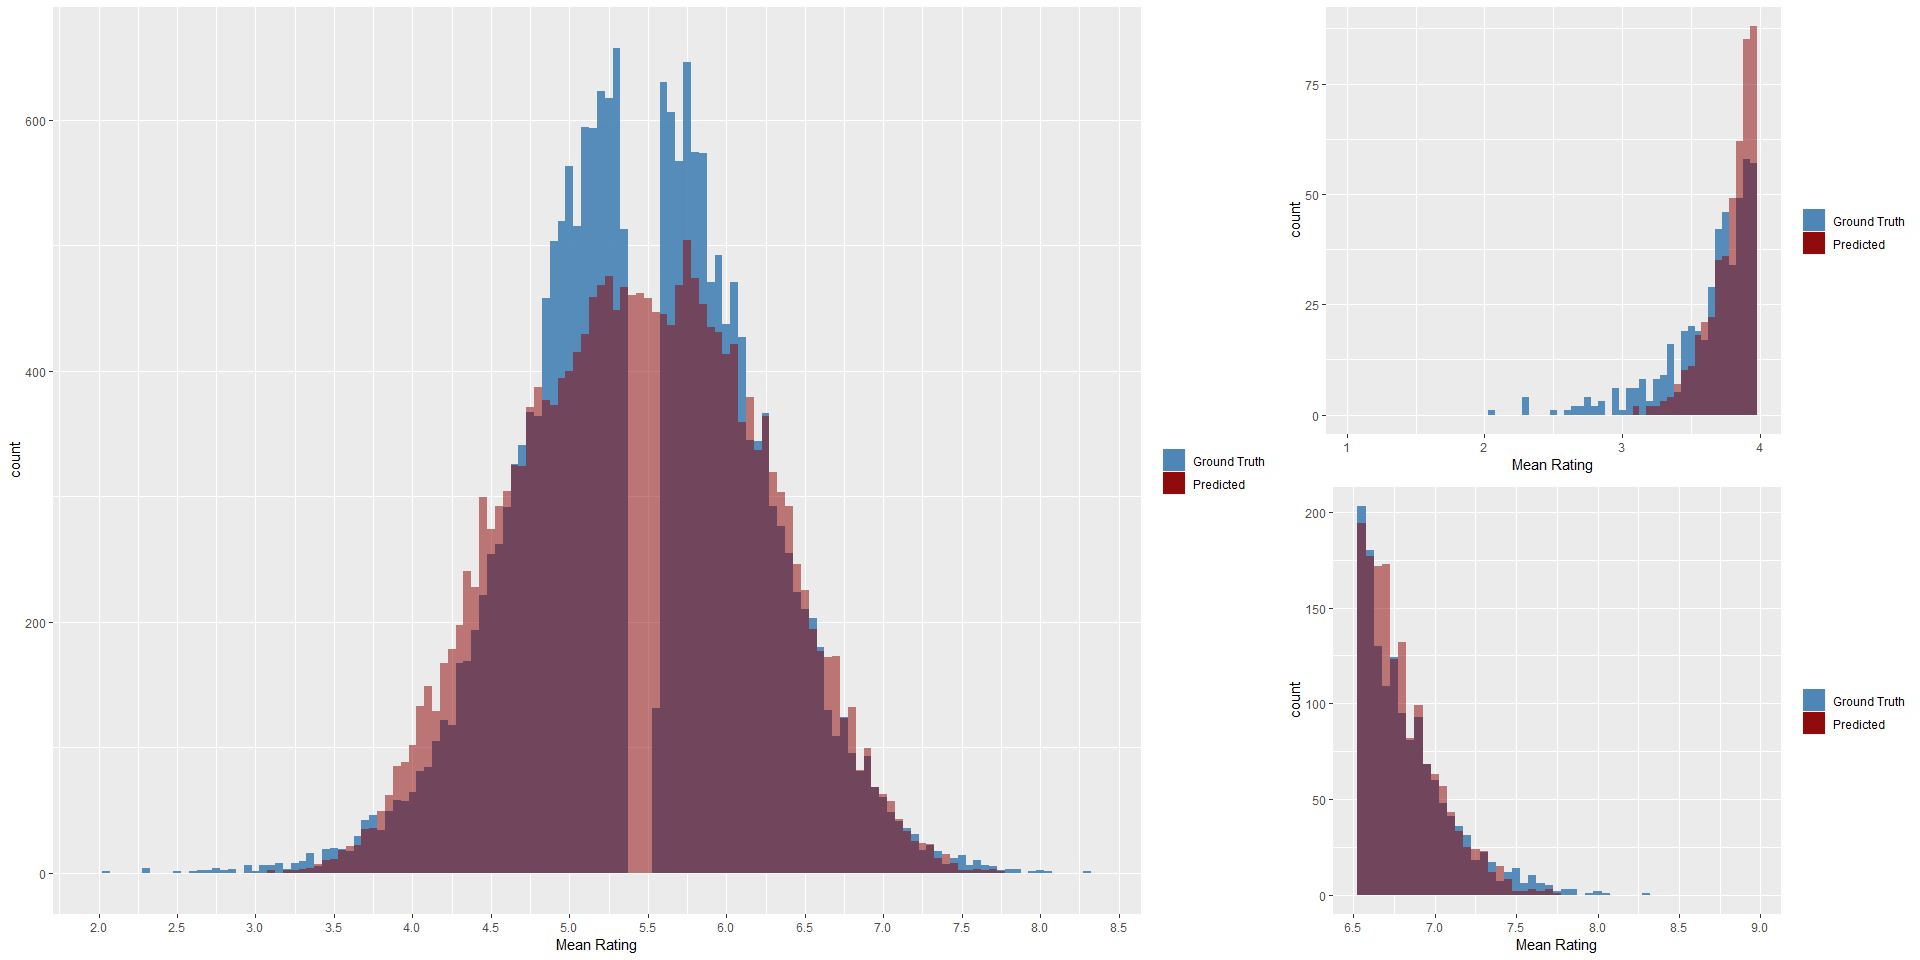 count
600
400
200
0
2.0 2.5 3.0 3.5 4.0 4.5 5.0 5.5 6.0 6.5 7.0 7.5 8.0 8.5
Mean Rating
Ground Truth
Predicted
count
75
50
25
0
1 2 3 4
Mean Rating
Ground Truth
Predicted
count
200
150
100
50
0
6.5 7.0 7.5 8.0 8.5 9.0
Mean Rating
Ground Truth
Predicted